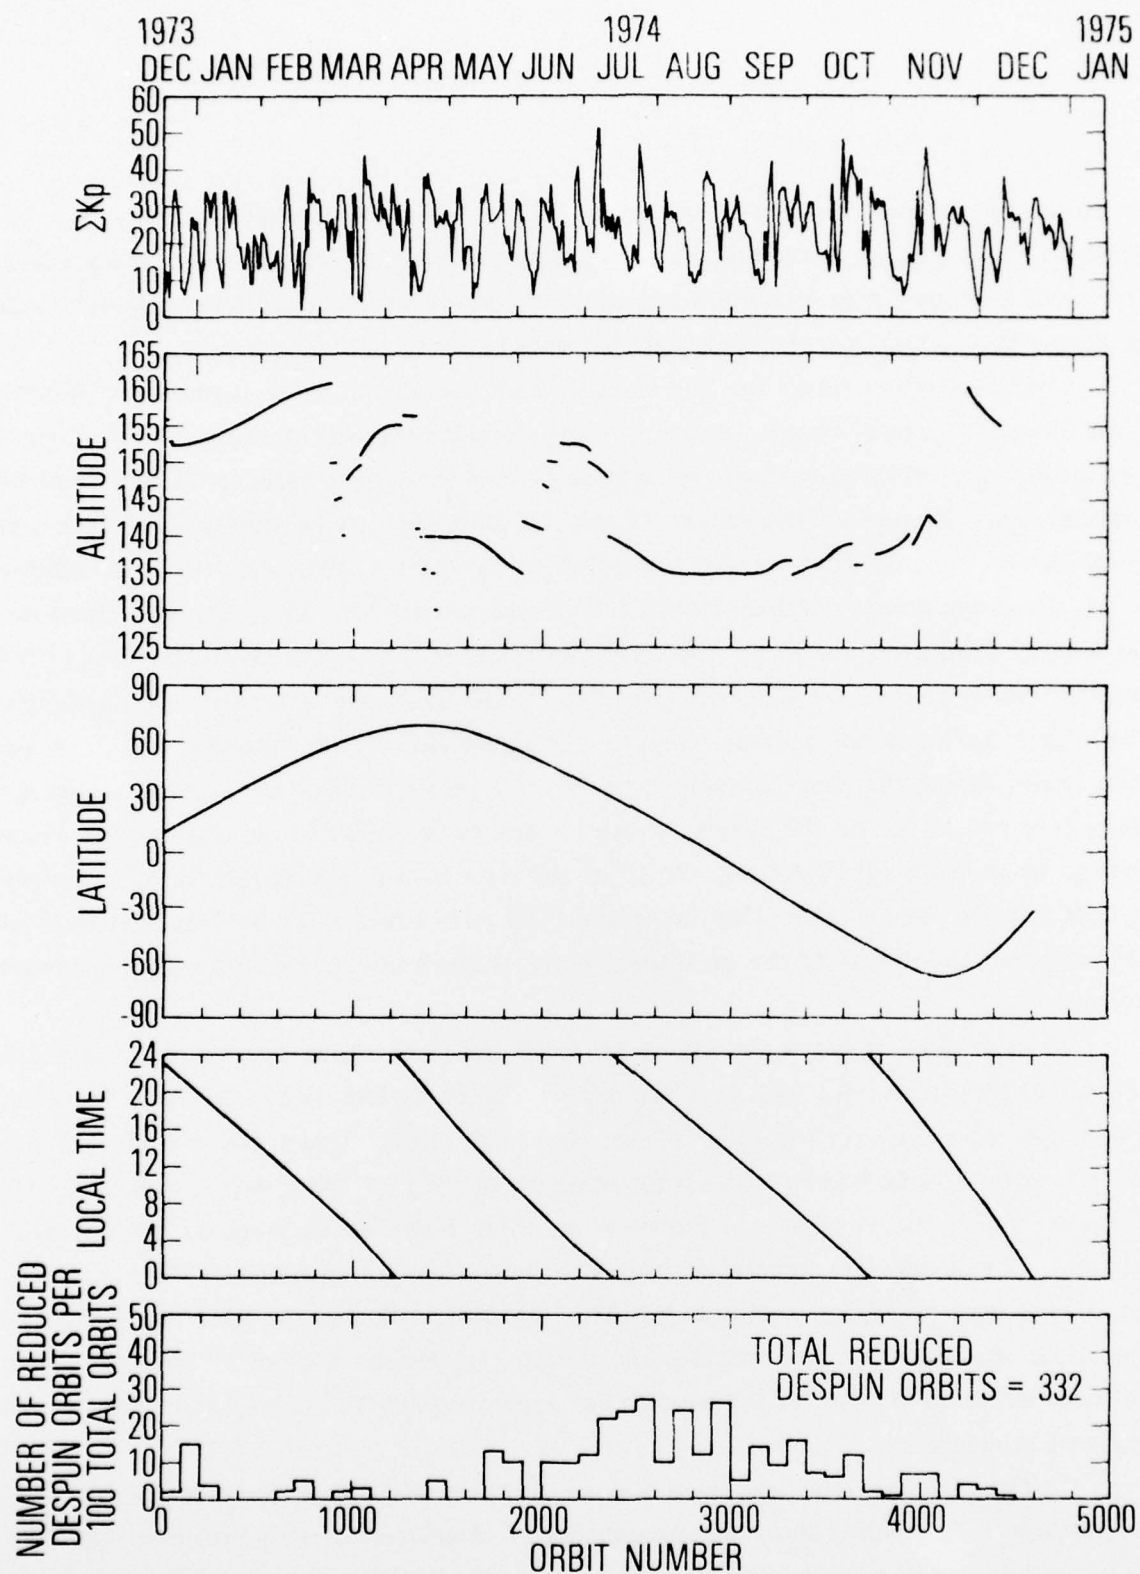 1973 1974 1975
DEC JAN FEB MAR APR MAY JUN JUL AUG SEP OCT NOV DEC JAN
60
50
40
30
20
10
0
ΣKp
165
160
155
150
145
140
135
130
125
ALTITUDE
90
60
30
0
-30
-60
-90
LATITUDE
24
20
16
12
8
4
0
LOCAL TIME
50
40
30
20
10
0
NUMBER OF REDUCED
DESPUN ORBITS PER
100 TOTAL ORBITS
TOTAL REDUCED
DESPUN ORBITS = 332
0 1000 2000 3000 4000 5000
ORBIT NUMBER